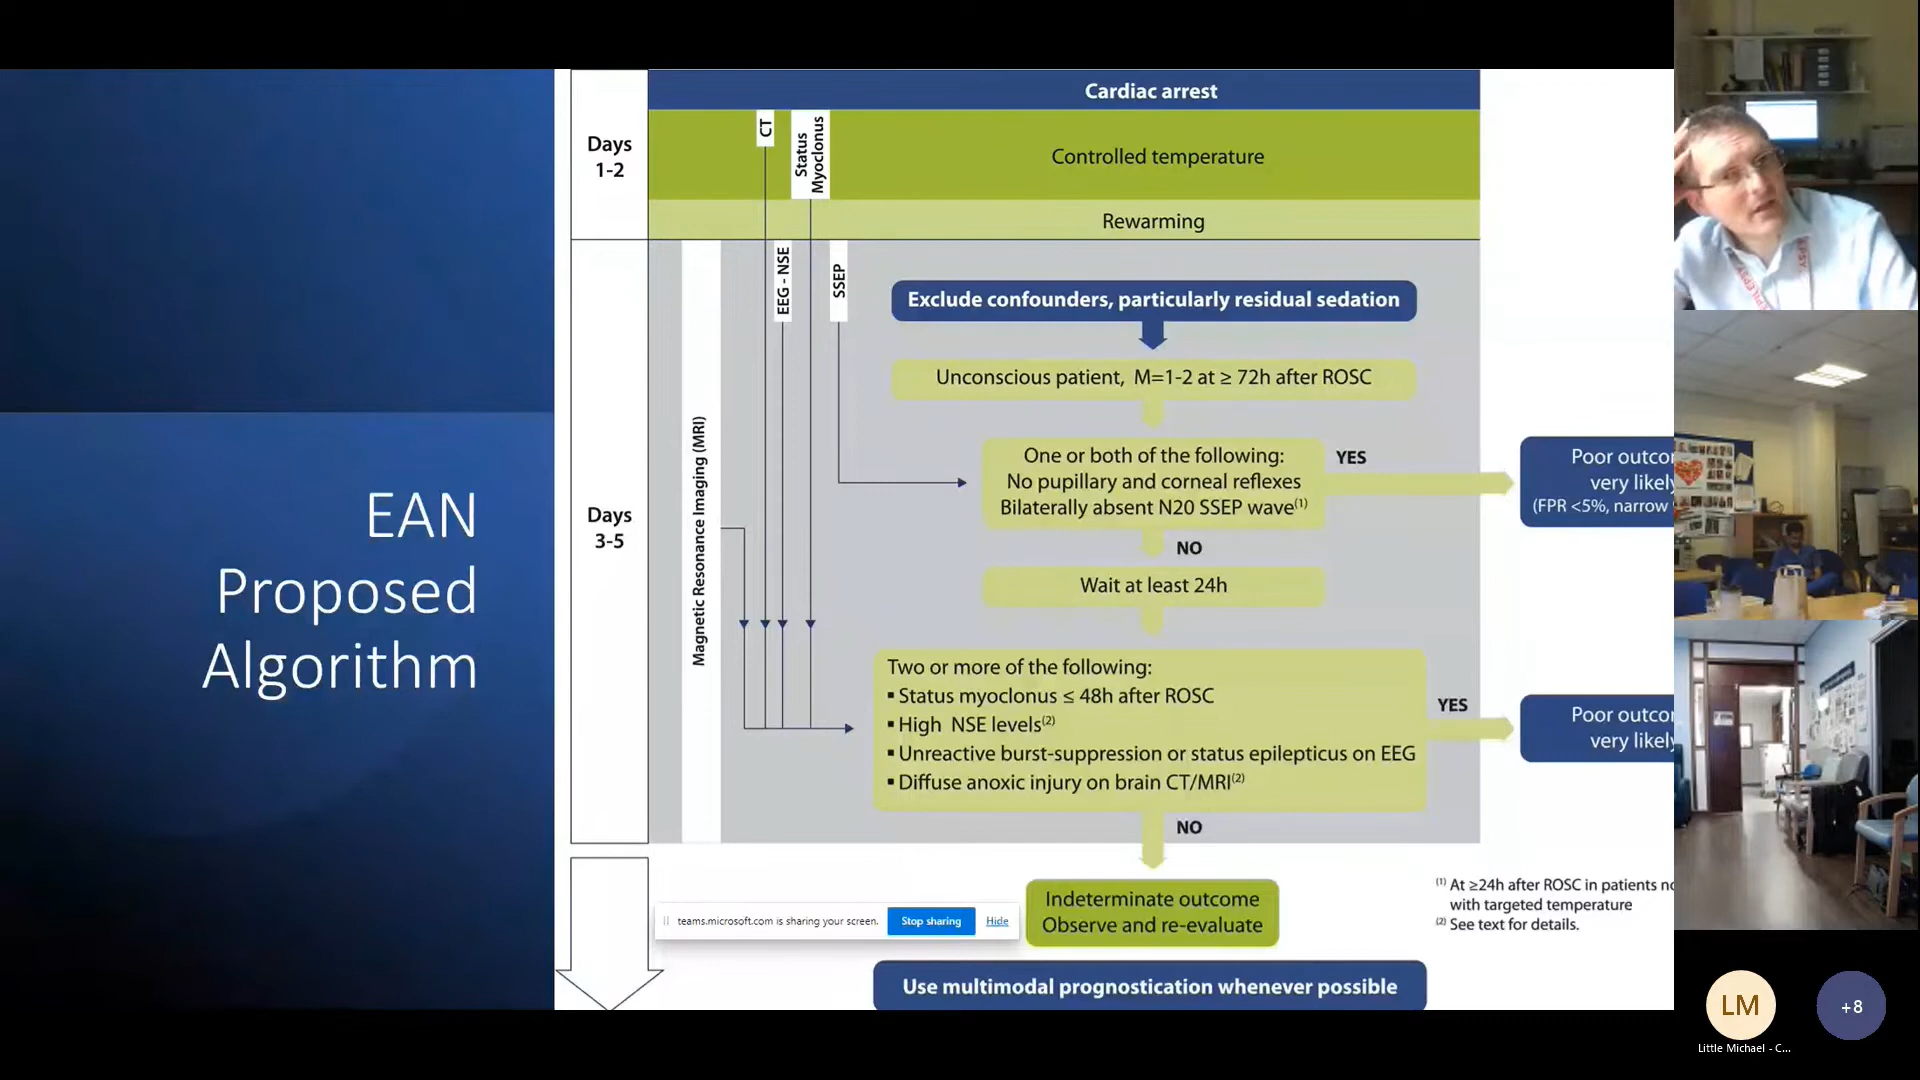 EAN
Proposed
Algorithm
Cardiac arrest
Days
1-2
CT
Status
Myoclonus
Controlled temperature
Rewarming
Days
3-5
Magnetic Resonance Imaging (MRI)
EEG - NSE
SSEP
Exclude confounders, particularly residual sedation
Unconscious patient, M=1-2 at ≥ 72h after ROSC
One or both of the following:
No pupillary and corneal reflexes
Bilaterally absent N20 SSEP wave(1)
YES
Poor outcor
very likely
(FPR <5%, narrow
NO
Wait at least 24h
Two or more of the following:
▪ Status myoclonus ≤ 48h after ROSC
▪ High NSE levels(2)
▪ Unreactive burst-suppression or status epilepticus on EEG
▪ Diffuse anoxic injury on brain CT/MRI(2)
YES
Poor outcor
very likely
NO
Indeterminate outcome
Observe and re-evaluate
(1) At ≥24h after ROSC in patients no
with targeted temperature
(2) See text for details.
teams.microsoft.com is sharing your screen.
Stop sharing
Hide
Use multimodal prognostication whenever possible
LM
+8
Little Michael - C...